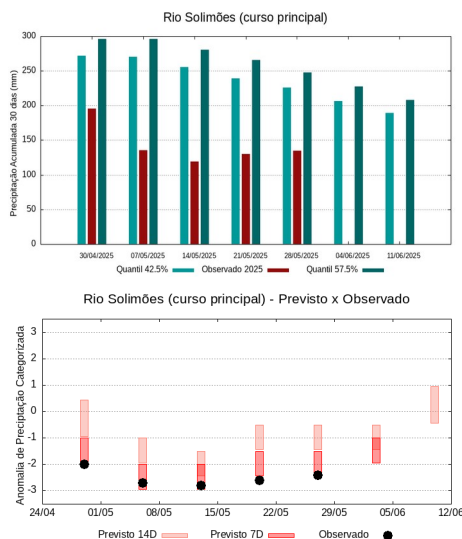 Rio Solimões (curso principal)
Precipitação Acumulada 30 dias (mm)
300
250
200
150
100
50
0
30/04/2025 07/05/2025 14/05/2025 21/05/2025 28/05/2025 04/06/2025 11/06/2025
Quantil 42.5% Observado 2025 Quantil 57.5%
Rio Solimões (curso principal) - Previsto x Observado
Anomalia de Precipitação Categorizada
3
2
1
0
-1
-2
-3
24/04 01/05 08/05 15/05 22/05 29/05 05/06 12/06
Previsto 14D Previsto 7D Observado